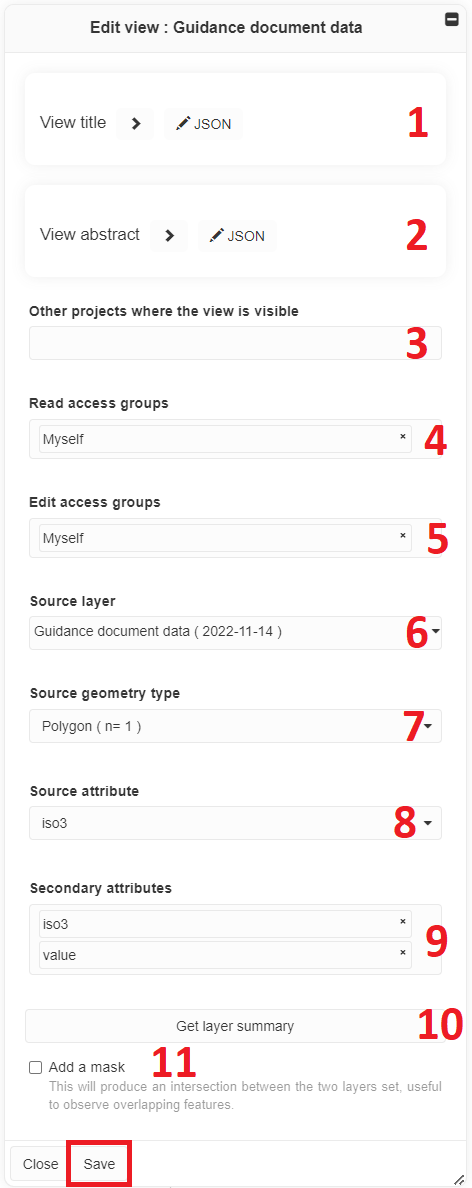 Edit view : Guidance document data
View title JSON 1
View abstract JSON 2
Other projects where the view is visible
3
Read access groups
Myself × 4
Edit access groups
Myself × 5
Source layer
Guidance document data ( 2022-11-14 ) 6
Source geometry type
Polygon ( n= 1 ) 7
Source attribute
iso3 8
Secondary attributes
iso3 ×
value × 9
Get layer summary 10
Add a mask 11
This will produce an intersection between the two layers set, useful
to observe overlapping features.
Close Save